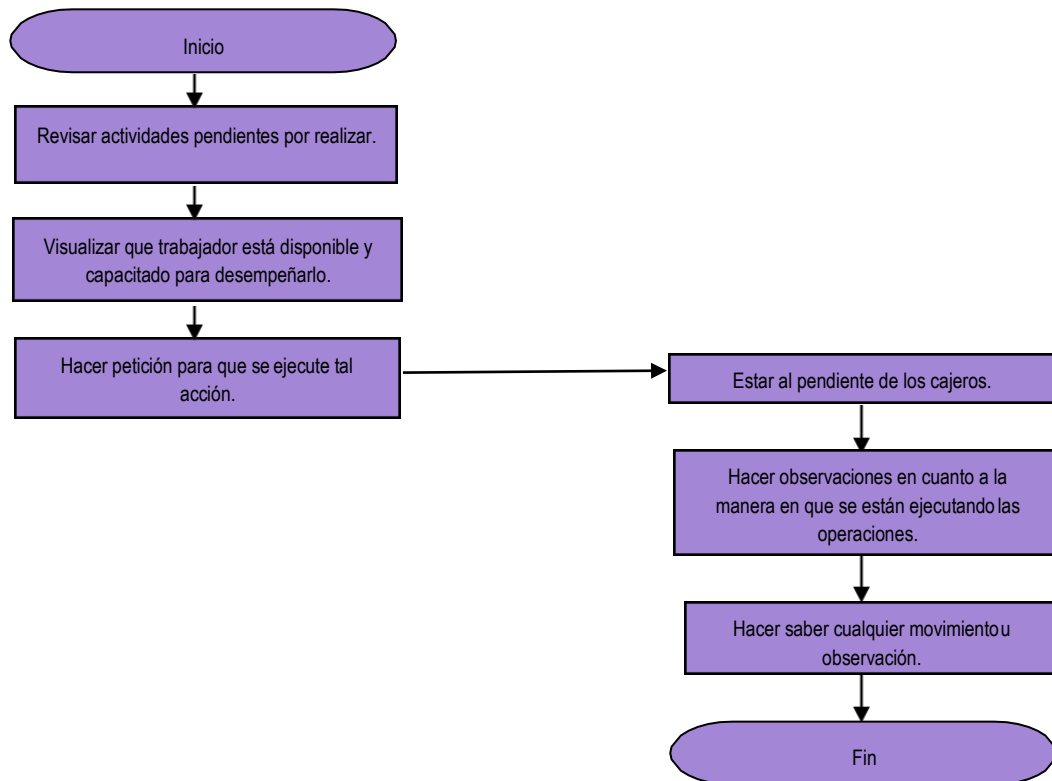 Inicio
Revisar actividades pendientes por realizar.
Visualizar que trabajador está disponible y
capacitado para desempeñarlo.
Hacer petición para que se ejecute tal
acción.
Estar al pendiente de los cajeros.
Hacer observaciones en cuanto a la
manera en que se están ejecutando las
operaciones.
Hacer saber cualquier movimiento u
observación.
Fin